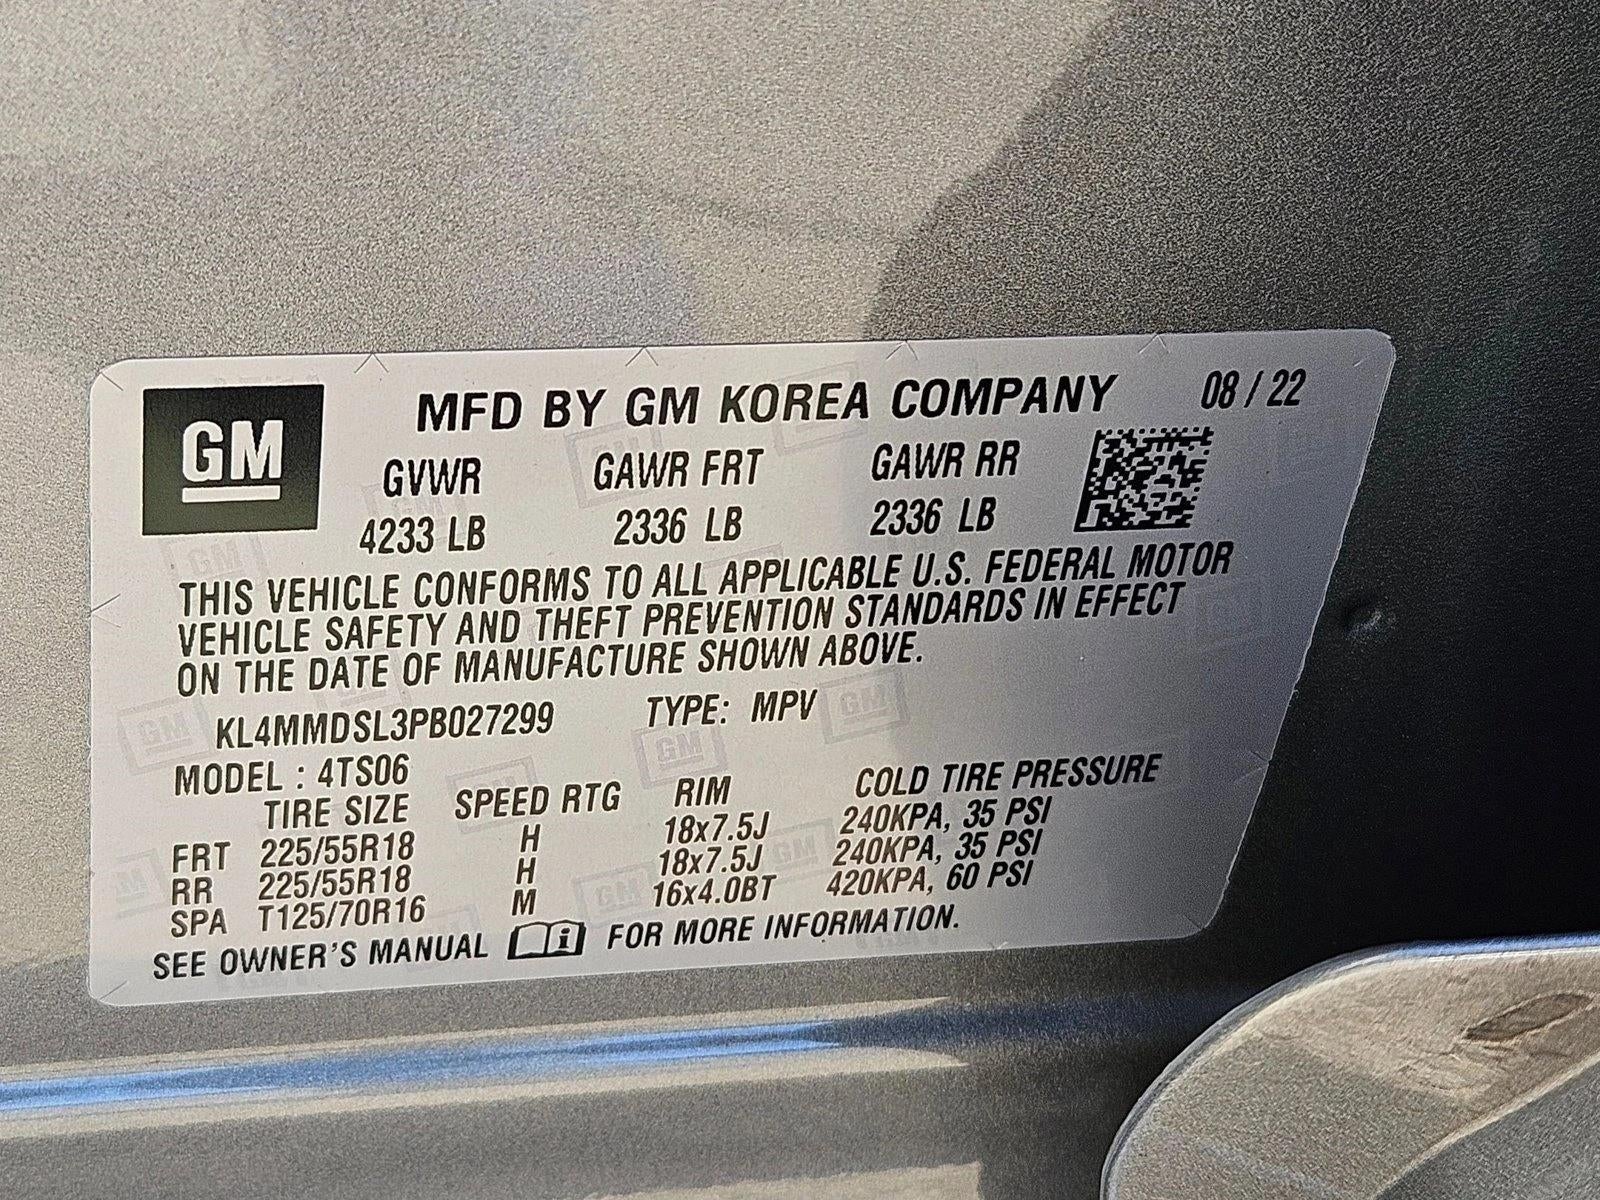 GM
MFD BY GM KOREA COMPANY 08 / 22
GVWR GAWR FRT GAWR RR
4233 LB 2336 LB 2336 LB
THIS VEHICLE CONFORMS TO ALL APPLICABLE U.S. FEDERAL MOTOR
VEHICLE SAFETY AND THEFT PREVENTION STANDARDS IN EFFECT
ON THE DATE OF MANUFACTURE SHOWN ABOVE.
KL4MMDSL3PB027299 TYPE: MPV
MODEL : 4TS06
TIRE SIZE SPEED RTG RIM COLD TIRE PRESSURE
FRT 225/55R18 H 18x7.5J 240KPA, 35 PSI
RR 225/55R18 H 18x7.5J 240KPA, 35 PSI
SPA T125/70R16 M 16x4.0BT 420KPA, 60 PSI
SEE OWNER'S MANUAL i FOR MORE INFORMATION.